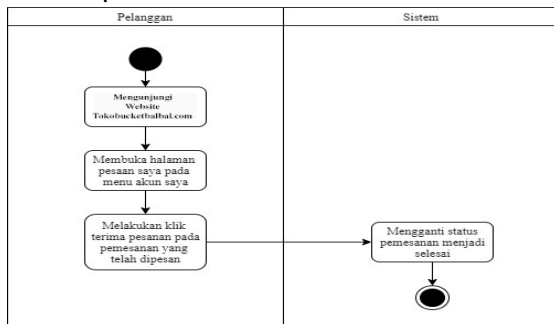 Pelanggan
Sistem
Mengunjungi
Website
Tokobucketbalbal.com
Membuka halaman
pesaan saya pada
menu akun saya
Melakukan klik
terima pesanan pada
pemesanan yang
telah dipesan
Mengganti status
pemesanan menjadi
selesai